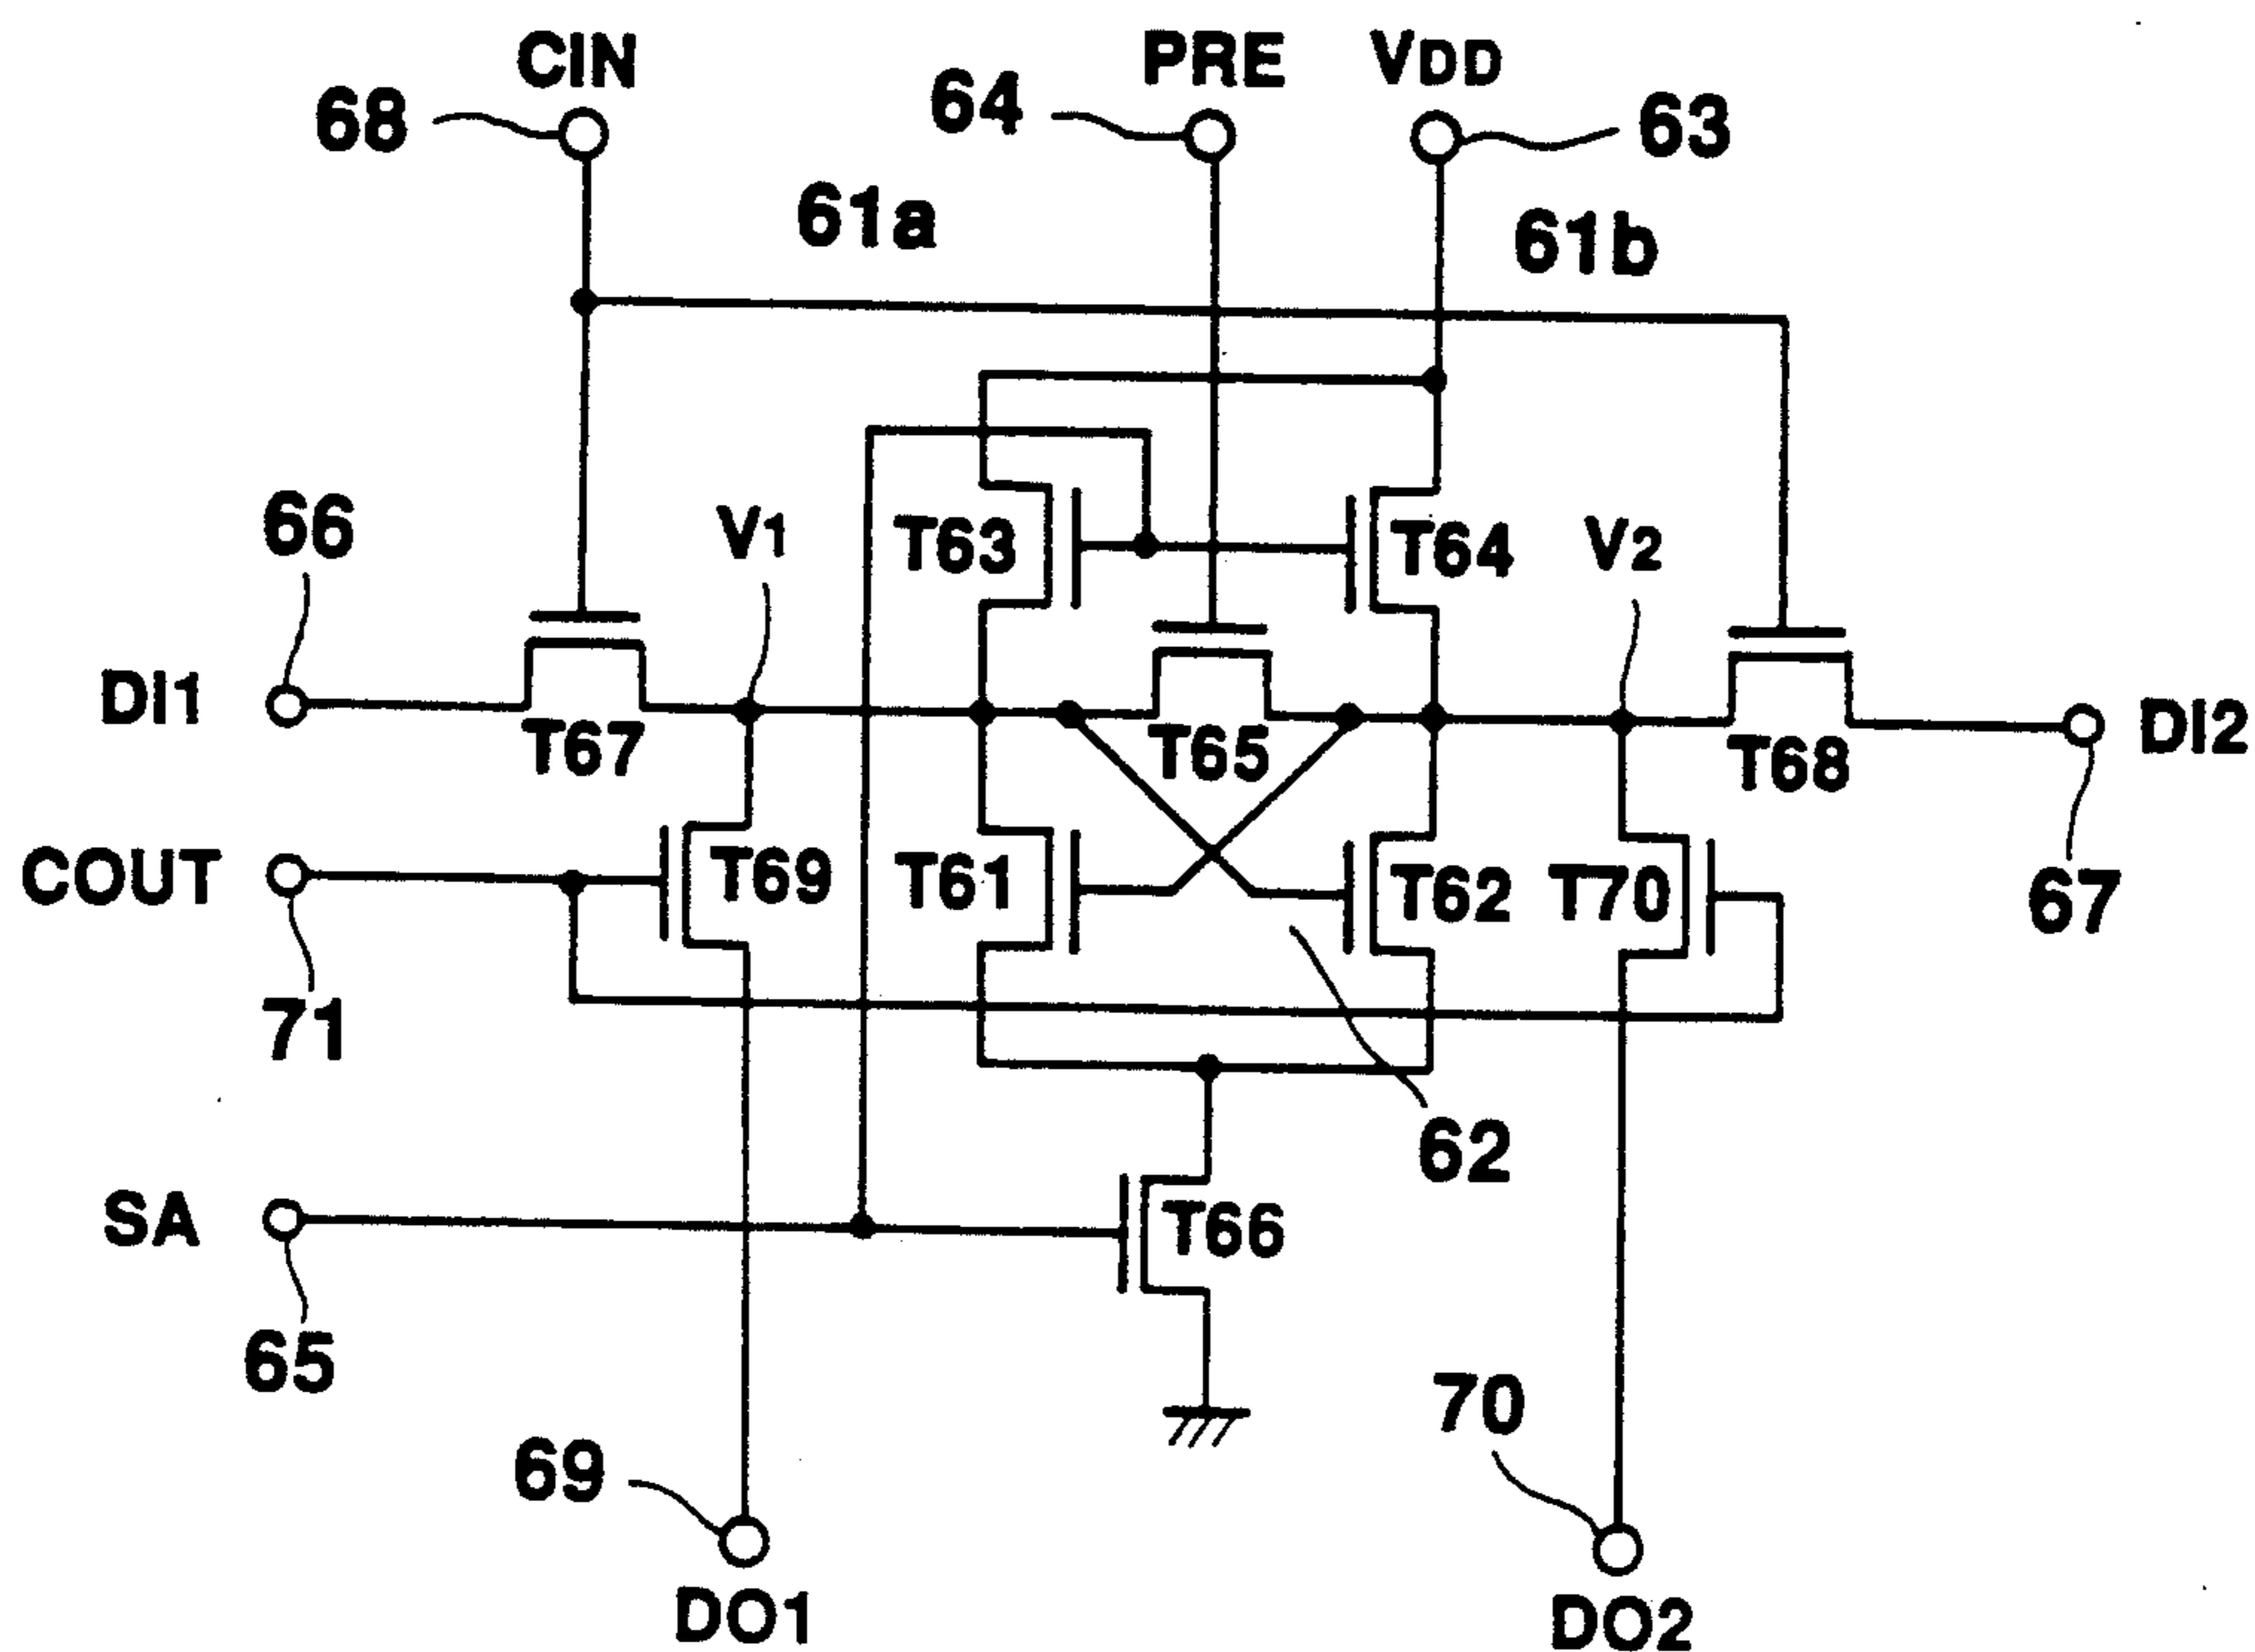 CIN PRE VDD
68 64 63
61a 61b
66 V1 T63 T64 V2
DI1 T67 T65 T68 DI2
COUT T69 T61 T62 T70 67
71
62
SA T66
65
69 70
DO1 DO2